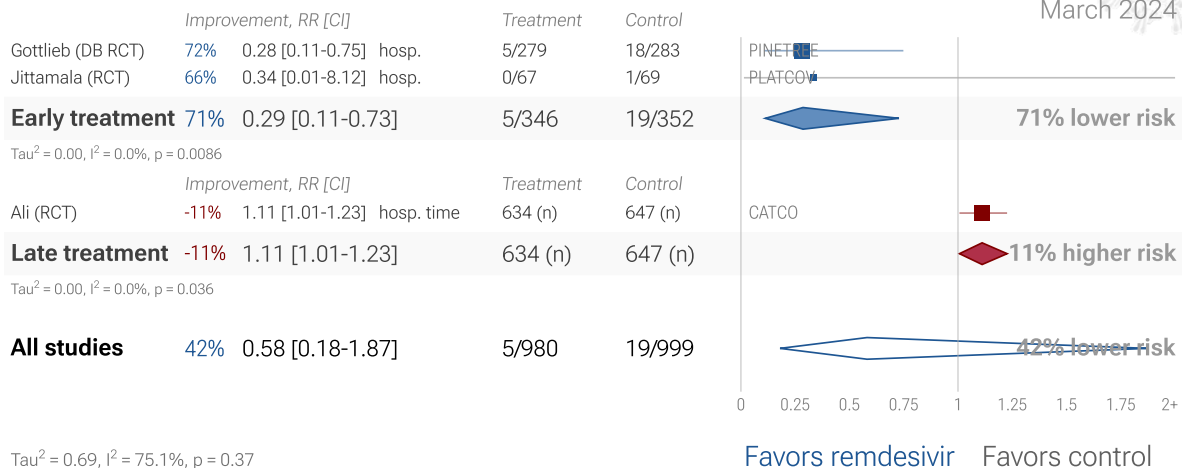 March 2024
Improvement, RR [CI] Treatment Control
Gottlieb (DB RCT) 72% 0.28 [0.11-0.75] hosp. 5/279 18/283 PINETREE
Jittamala (RCT) 66% 0.34 [0.01-8.12] hosp. 0/67 1/69 PLATCOV
Early treatment 71% 0.29 [0.11-0.73] 5/346 19/352 71% lower risk
Tau² = 0.00, I² = 0.0%, p = 0.0086
Improvement, RR [CI] Treatment Control
Ali (RCT) -11% 1.11 [1.01-1.23] hosp. time 634 (n) 647 (n) CATCO
Late treatment -11% 1.11 [1.01-1.23] 634 (n) 647 (n) 11% higher risk
Tau² = 0.00, I² = 0.0%, p = 0.036
All studies 42% 0.58 [0.18-1.87] 5/980 19/999 42% lower risk
0 0.25 0.5 0.75 1 1.25 1.5 1.75 2+
Tau² = 0.69, I² = 75.1%, p = 0.37 Favors remdesivir Favors control